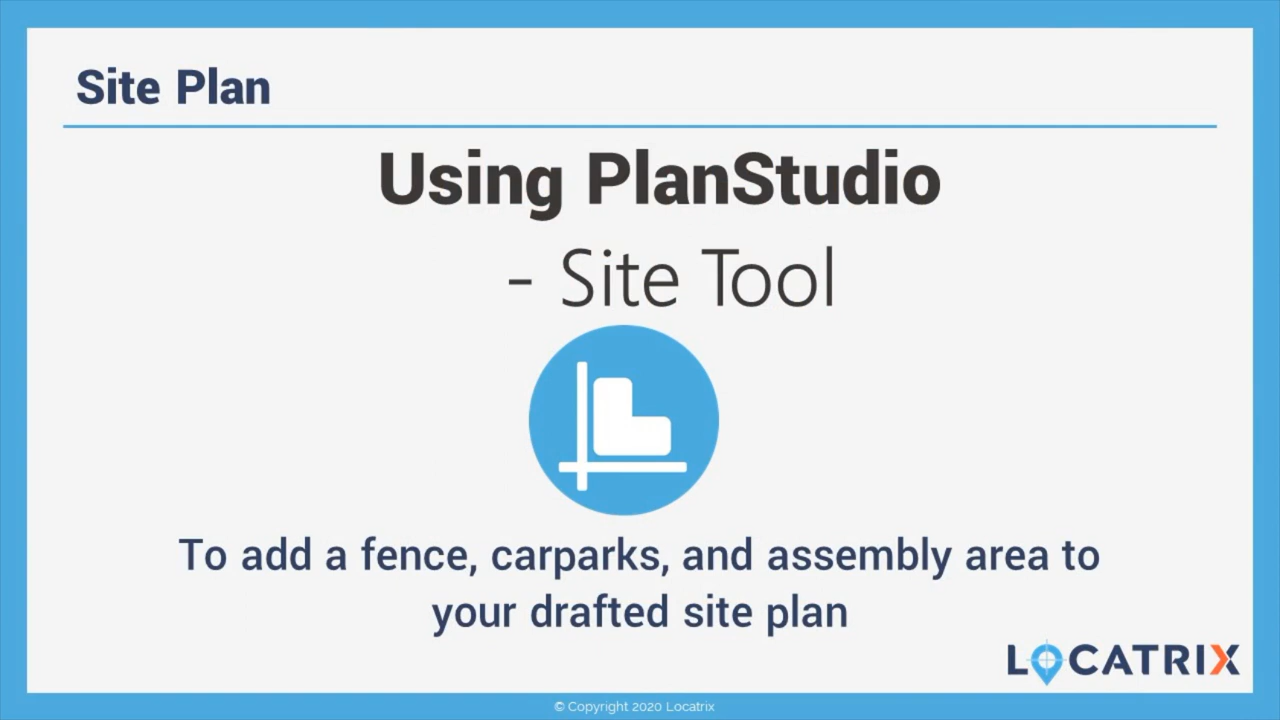 Site Plan
Using PlanStudio
- Site Tool
To add a fence, carparks, and assembly area to
your drafted site plan
LOCATRIX
© Copyright 2020 Locatrix